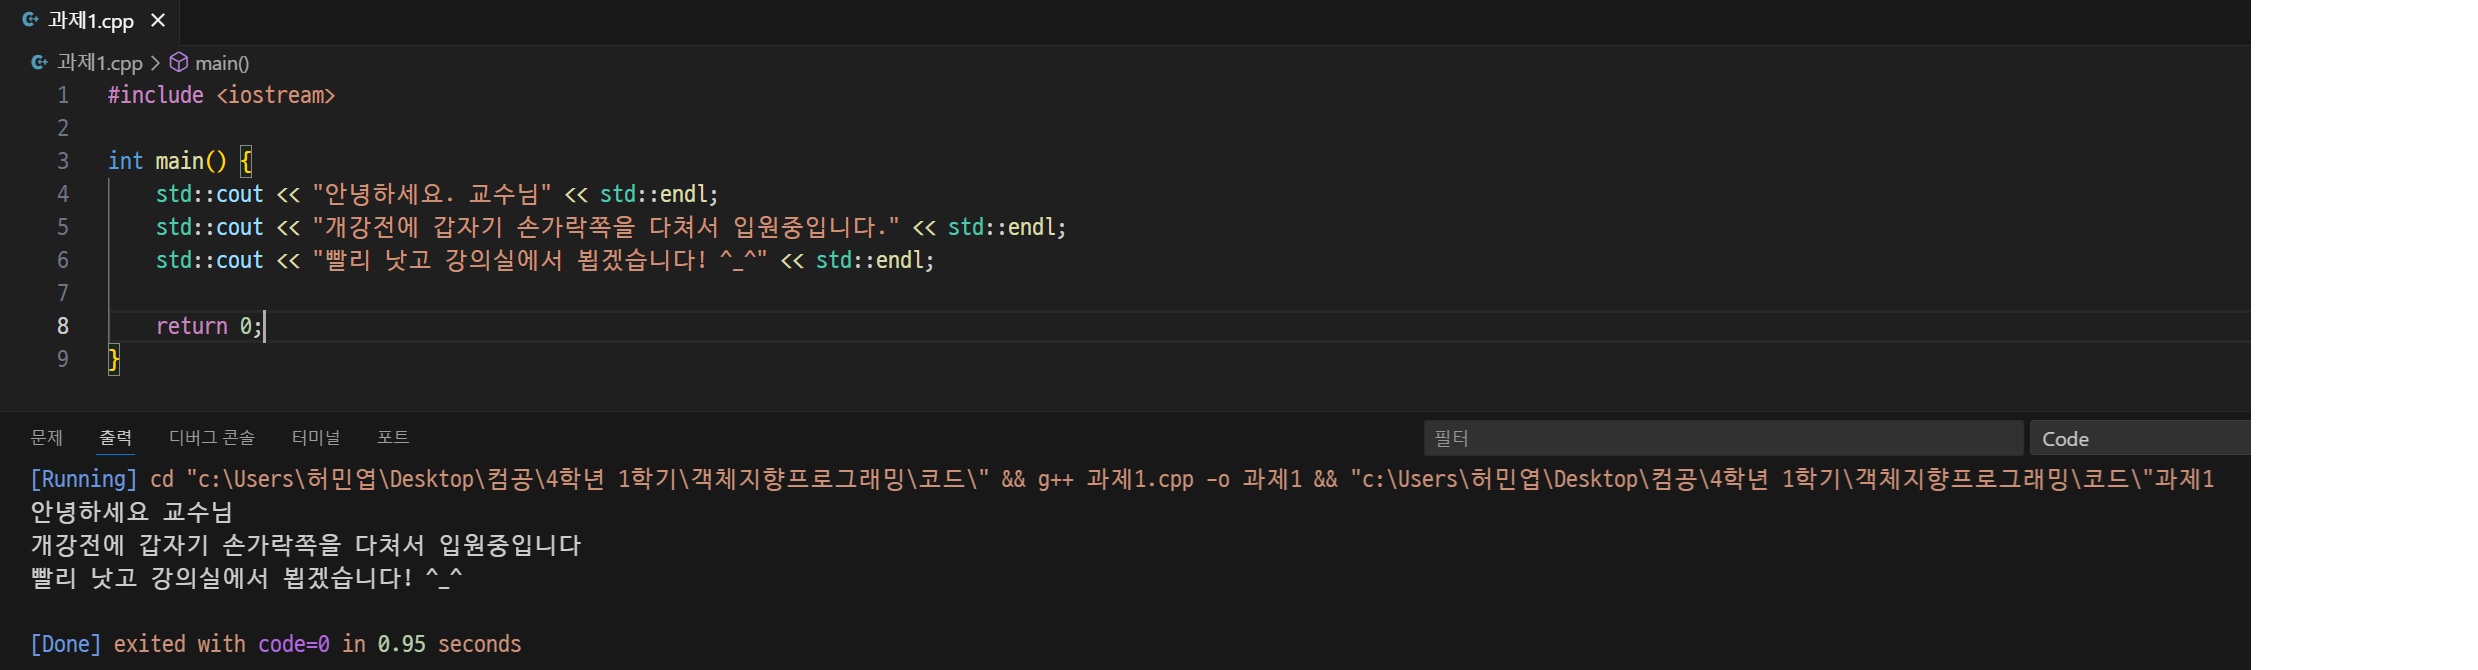 과제1.cpp
과제1.cpp > main()
1 #include <iostream>
2
3 int main() {
4 std::cout << "안녕하세요. 교수님" << std::endl;
5 std::cout << "개강전에 갑자기 손가락쪽을 다쳐서 입원중입니다." << std::endl;
6 std::cout << "빨리 낫고 강의실에서 뵙겠습니다! ^_^" << std::endl;
7
8 return 0;
9 }
문제 출력 디버그 콘솔 터미널 포트 필터 Code
[Running] cd "c:\Users\허민엽\Desktop\컴공\4학년 1학기\객체지향프로그래밍\코드\" && g++ 과제1.cpp -o 과제1 && "c:\Users\허민엽\Desktop\컴공\4학년 1학기\객체지향프로그래밍\코드\"과제1
안녕하세요 교수님
개강전에 갑자기 손가락쪽을 다쳐서 입원중입니다
빨리 낫고 강의실에서 뵙겠습니다! ^_^
[Done] exited with code=0 in 0.95 seconds